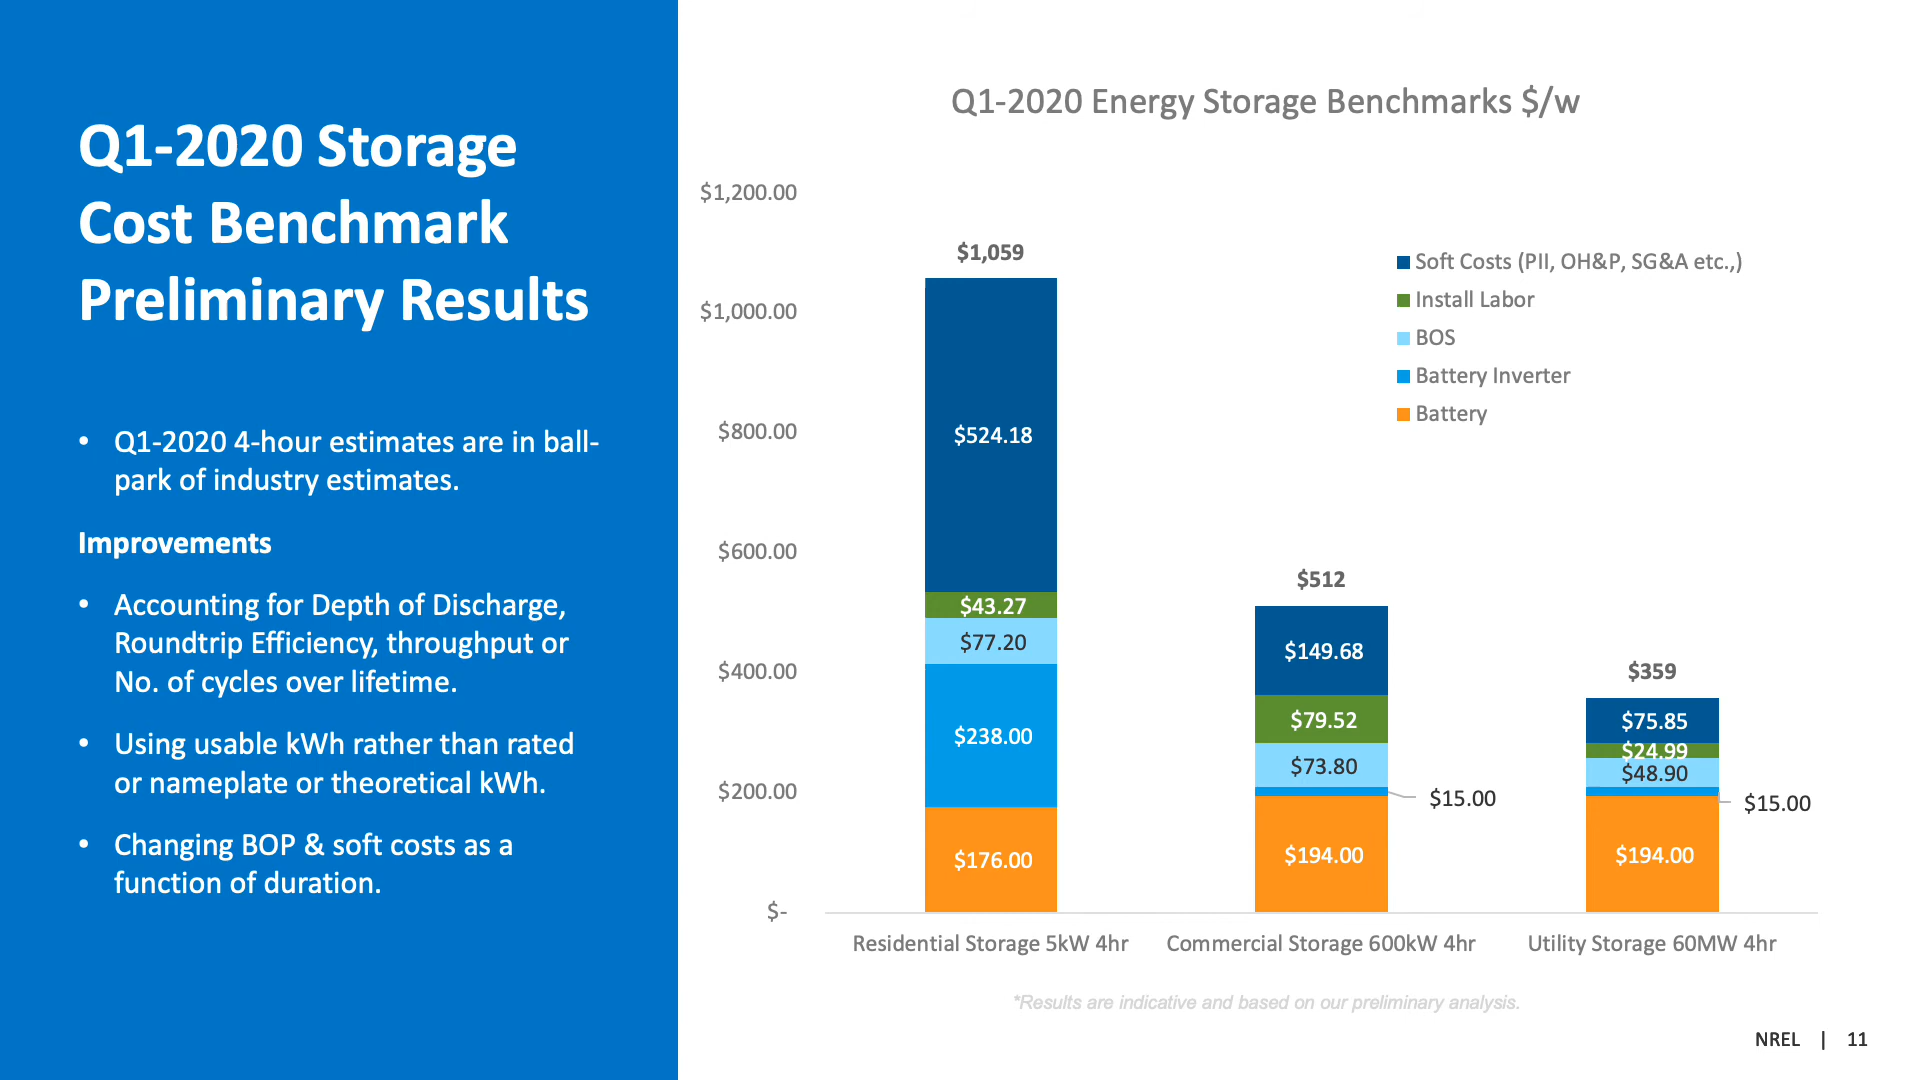 Q1-2020 Storage
Cost Benchmark
Preliminary Results
• Q1-2020 4-hour estimates are in ball-
park of industry estimates.
Improvements
• Accounting for Depth of Discharge,
Roundtrip Efficiency, throughput or
No. of cycles over lifetime.
• Using usable kWh rather than rated
or nameplate or theoretical kWh.
• Changing BOP & soft costs as a
function of duration.
Q1-2020 Energy Storage Benchmarks $/w
$1,200.00
$1,000.00
$800.00
$600.00
$400.00
$200.00
$-
$1,059
$524.18
$43.27
$77.20
$238.00
$176.00
$512
$149.68
$79.52
$73.80
$15.00
$194.00
$359
$75.85
$24.99
$48.90
$15.00
$194.00
Soft Costs (PII, OH&P, SG&A etc.,)
Install Labor
BOS
Battery Inverter
Battery
Residential Storage 5kW 4hr
Commercial Storage 600kW 4hr
Utility Storage 60MW 4hr
*Results are indicative and based on our preliminary analysis.
NREL | 11